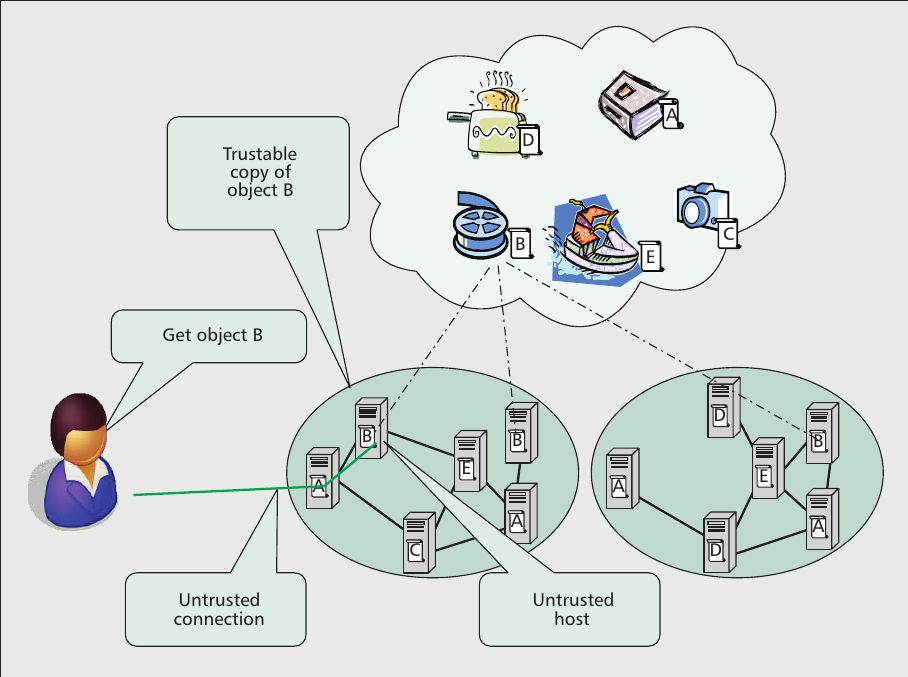 D
A
Trustable
copy of
object B
B
E
C
Get object B
D
B
B
B
E
A
A
E
A
A
C
D
Untrusted
connection
Untrusted
host